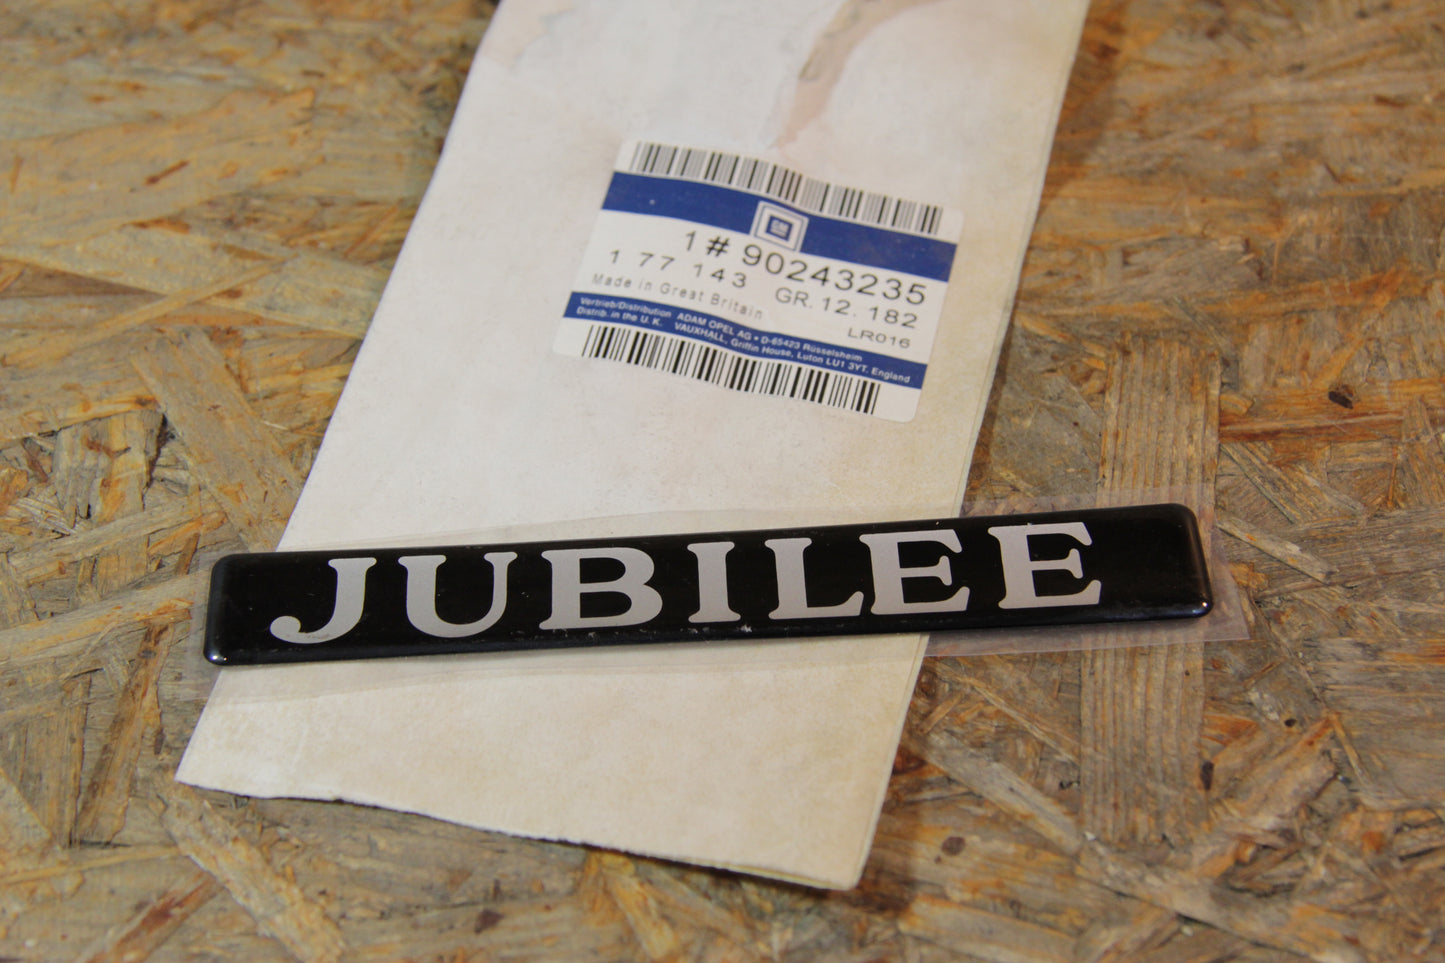 GM
1 # 90243235
1 77 143 GR. 12. 182
Made in Great Britain
LR016
Vertrieb/Distribution ADAM OPEL AG • D-65423 Rüsselsheim
Distrib. in the U. K. VAUXHALL, Griffin House, Luton LU1 3YT, England
JUBILEE